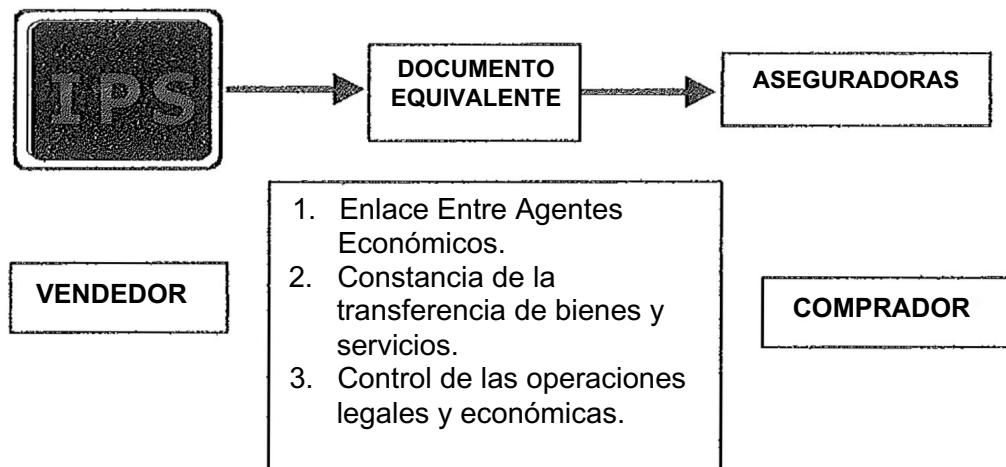 IPS
DOCUMENTO
EQUIVALENTE
ASEGURADORAS
VENDEDOR
1. Enlace Entre Agentes
Económicos.
2. Constancia de la
transferencia de bienes y
servicios.
3. Control de las operaciones
legales y económicas.
COMPRADOR